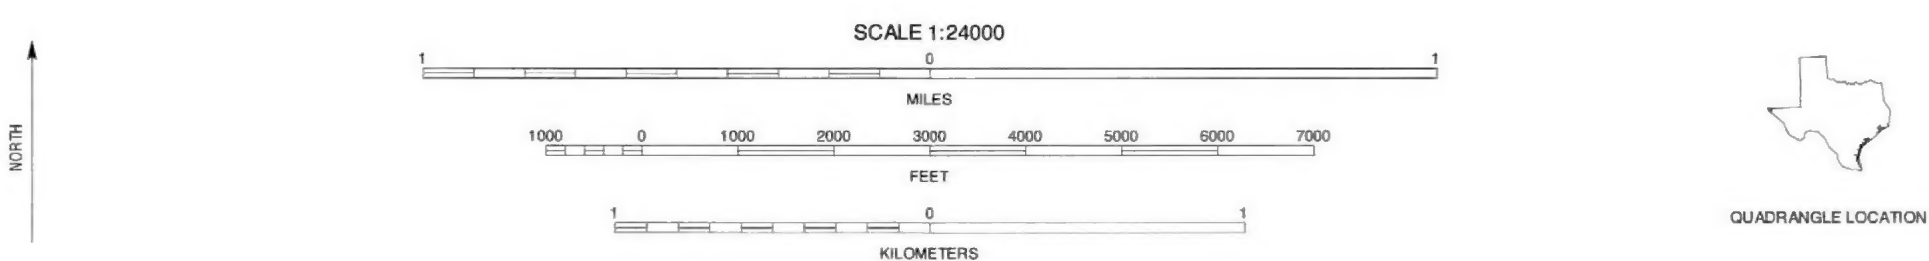 SCALE 1:24000
1 0 1
MILES
1000 0 1000 2000 3000 4000 5000 6000 7000
FEET
1 0 1
KILOMETERS
NORTH
QUADRANGLE LOCATION